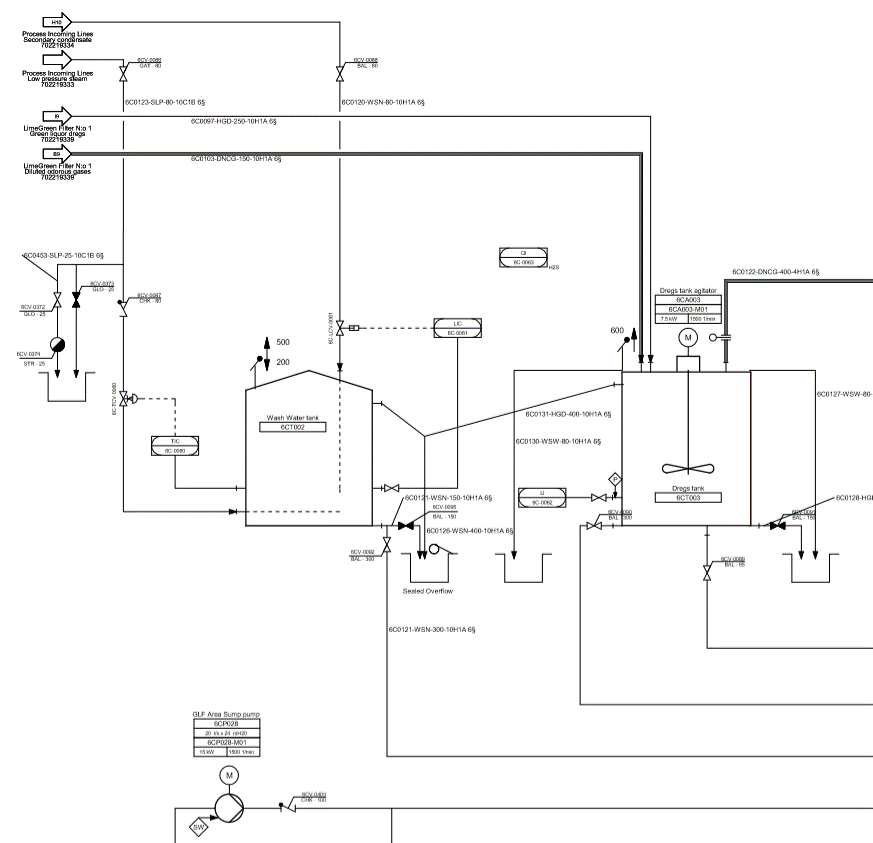 H10
Process Incoming Lines
Secondary condensate
702219334
6CV-0086
GAT - 80
6CV-0088
BAL - 80
Process Incoming Lines
Low pressure steam
702219333
6C0123-SLP-80-10C1B 6§
6C0120-WSN-80-10H1A 6§
I9
6C0097-HGD-250-10H1A 6§
LimeGreen Filter N:o 1
Green liquor dregs
702219339
6C0103-DNCG-150-10H1A 6§
LimeGreen Filter N:o 1
Diluted odorous gases
702219339
6C0453-SLP-25-10C1B 6§
QI
6C-0063
H2S
6C0122-DNCG-400-4H1A 6§
6CV-0373
GLO - 25
6CV-0087
CHK - 80
6CV-0372
GLO - 25
Dregs tank agitator
6CA003
6CA003-M01
7.5 kW
1500 1/min
M
6C-LCV-0061
LIC
6C-0061
600
500
200
6CV-0374
STR - 25
6C-TCV-0060
6C0127-WSW-80-
6C0131-HGD-400-10H1A 6§
Wash Water tank
6CT002
TIC
6C-0060
6C0130-WSW-80-10H1A 6§
P
Dregs tank
6CT003
LI
6C-0062
6C0121-WSN-150-10H1A 6§
6C0128-HG
6CV-0095
BAL - 150
6CV-0090
BAL - 300
BAL - 150
6C0126-WSN-400-10H1A 6§
6CV-0092
BAL - 300
6CV-0089
BAL - 65
Sealed Overflow
6C0121-WSN-300-10H1A 6§
GLF Area Sump pump
6CP028
20 l/s x 24 mH20
6CP028-M01
15 kW
1500 1/min
M
6CV-0403
CHK - 100
SW